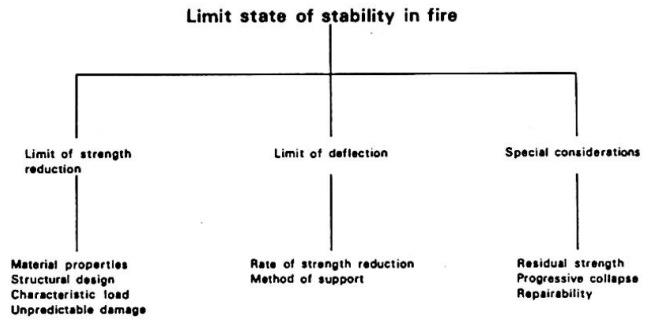 Limit state of stability in fire
Limit of strength
reduction
Limit of deflection
Special considerations
Material properties
Structural design
Characteristic load
Unpredictable damage
Rate of strength reduction
Method of support
Residual strength
Progressive collapse
Repairability